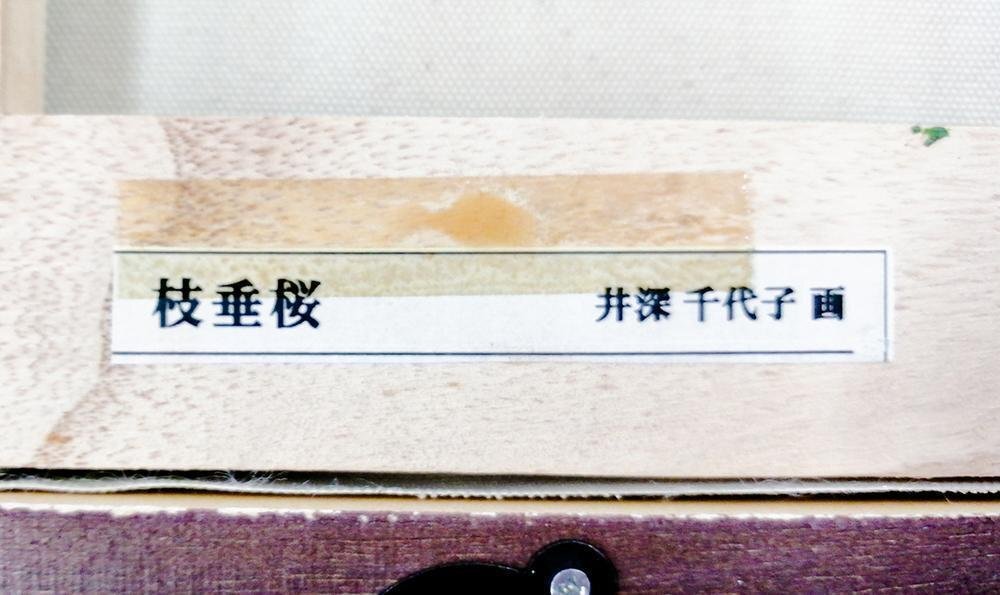 枝垂桜 井深 千代子 画